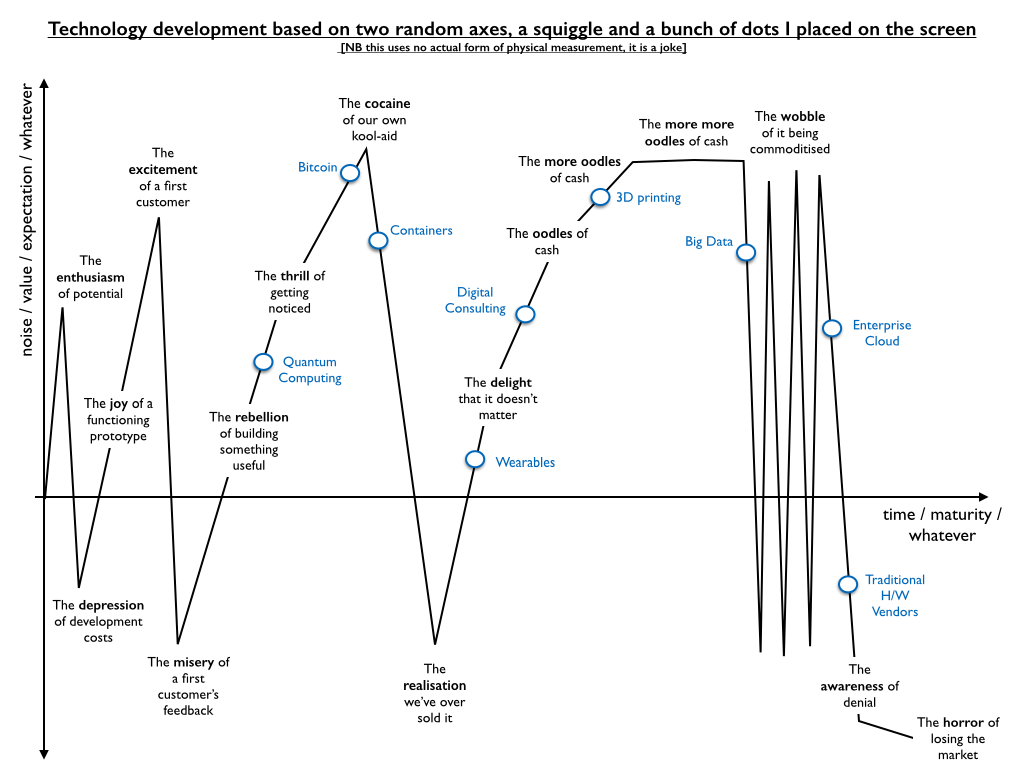 Technology development based on two random axes, a squiggle and a bunch of dots I placed on the screen
[NB this uses no actual form of physical measurement, it is a joke]
noise / value / expectation / whatever
The
enthusiasm
of potential
The depression
of development
costs
The joy of a
functioning
prototype
The
excitement
of a first
customer
The misery of
a first
customer’s
feedback
The rebellion
of building
something
useful
Quantum
Computing
The thrill of
getting
noticed
Bitcoin
The cocaine
of our own
kool-aid
Containers
The
realisation
we’ve over
sold it
Wearables
The delight
that it doesn’t
matter
Digital
Consulting
The oodles of
cash
The more oodles
of cash
3D printing
The more more
oodles of cash
Big Data
The wobble
of it being
commoditised
Enterprise
Cloud
time / maturity /
whatever
Traditional
H/W
Vendors
The
awareness of
denial
The horror of
losing the
market